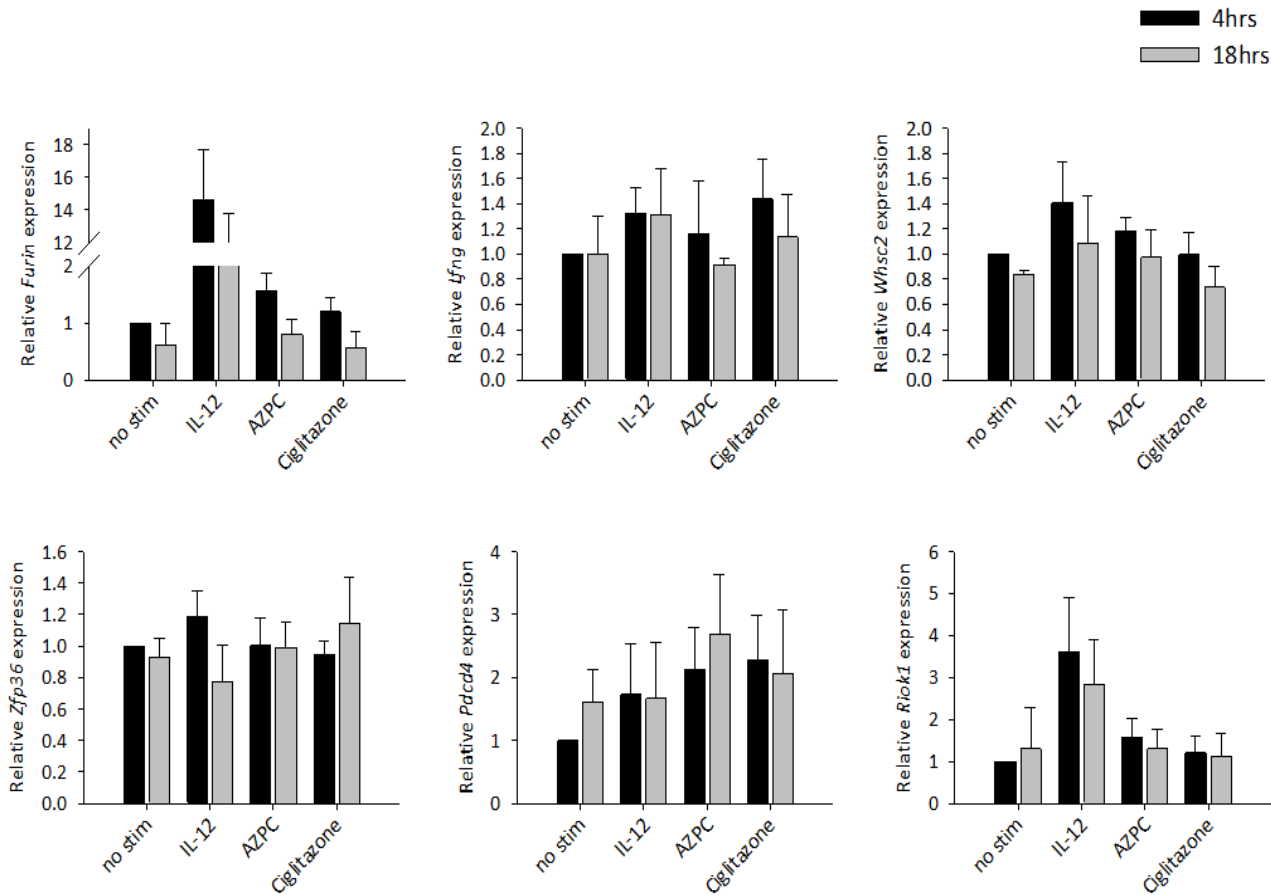 4hrs
18hrs
Relative Furin expression
18
16
14
12
2
1
0
no stim
IL-12
AZPC
Ciglitazone
Relative Lfng expression
2.0
1.8
1.6
1.4
1.2
1.0
0.8
0.6
0.4
0.2
0.0
no stim
IL-12
AZPC
Ciglitazone
Relative Whsc2 expression
2.0
1.8
1.6
1.4
1.2
1.0
0.8
0.6
0.4
0.2
0.0
no stim
IL-12
AZPC
Ciglitazone
Relative Zfp36 expression
1.6
1.4
1.2
1.0
0.8
0.6
0.4
0.2
0.0
no stim
IL-12
AZPC
Ciglitazone
Relative Pdcd4 expression
4
3
2
1
0
no stim
IL-12
AZPC
Ciglitazone
Relative Riok1 expression
6
5
4
3
2
1
0
no stim
IL-12
AZPC
Ciglitazone